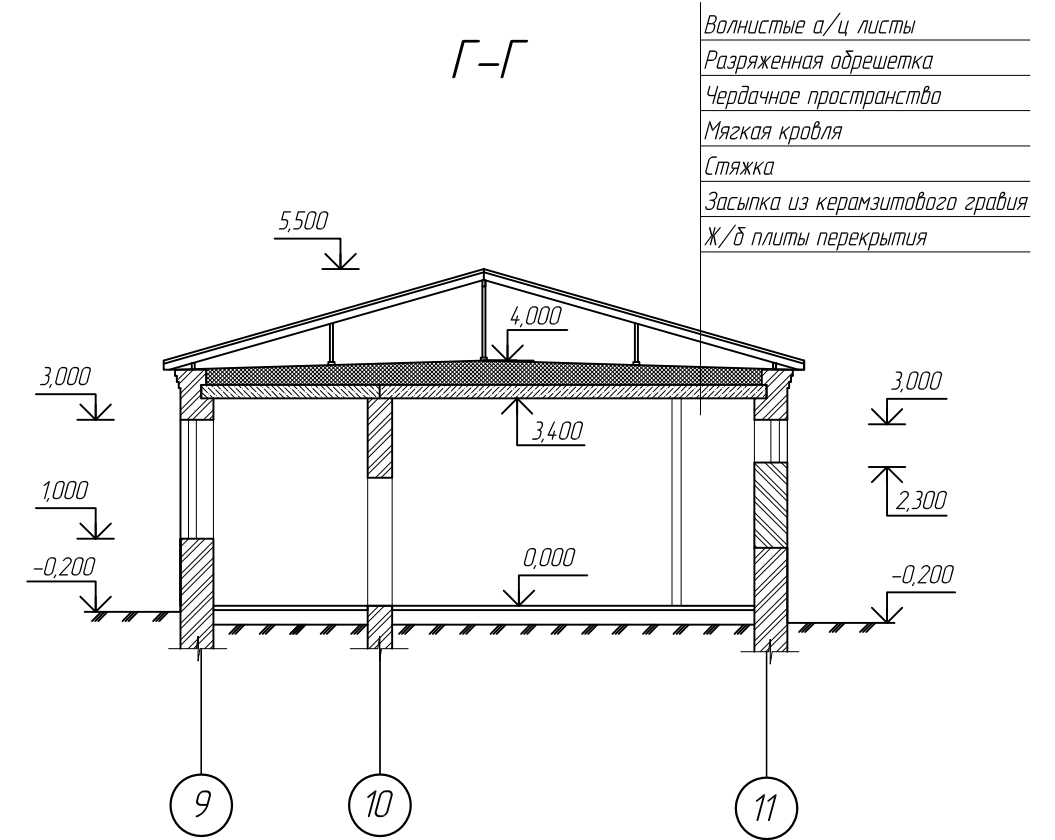 Волнистые а/ц листы
Г-Г
Разряженная обрешетка
Чердачное пространство
Мягкая кровля
Стяжка
Засыпка из керамзитового гравия
Ж/б плиты перекрытия
5,500
4,000
3,000
3,000
3,400
1,000
2,300
-0,200
0,000
-0,200
9
10
11